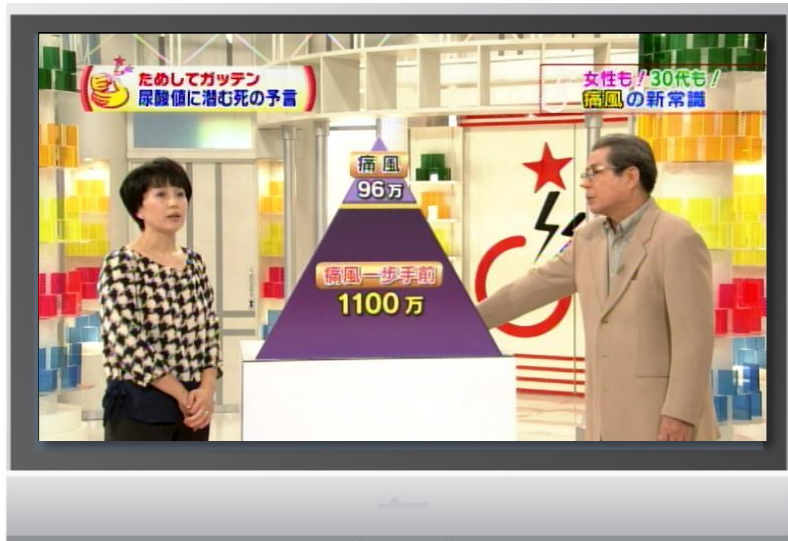 ためしてガッテン
尿酸値に潜む死の予言
女性も!30代も!
痛風の新常識
痛風
96万
痛風一歩手前
1100万